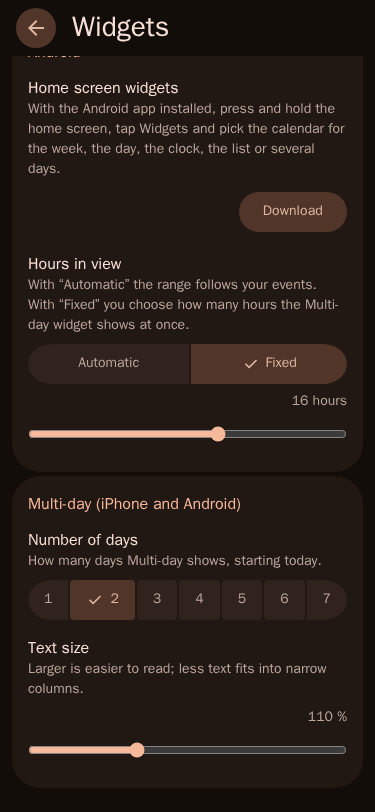 Widgets
Android
Home screen widgets
With the Android app installed, press and hold the
home screen, tap Widgets and pick the calendar for
the week, the day, the clock, the list or several
days.
Download
Hours in view
With “Automatic” the range follows your events.
With “Fixed” you choose how many hours the Multi-
day widget shows at once.
Automatic
Fixed
16 hours
Multi-day (iPhone and Android)
Number of days
How many days Multi-day shows, starting today.
1 2 3 4 5 6 7
Text size
Larger is easier to read; less text fits into narrow
columns.
110 %